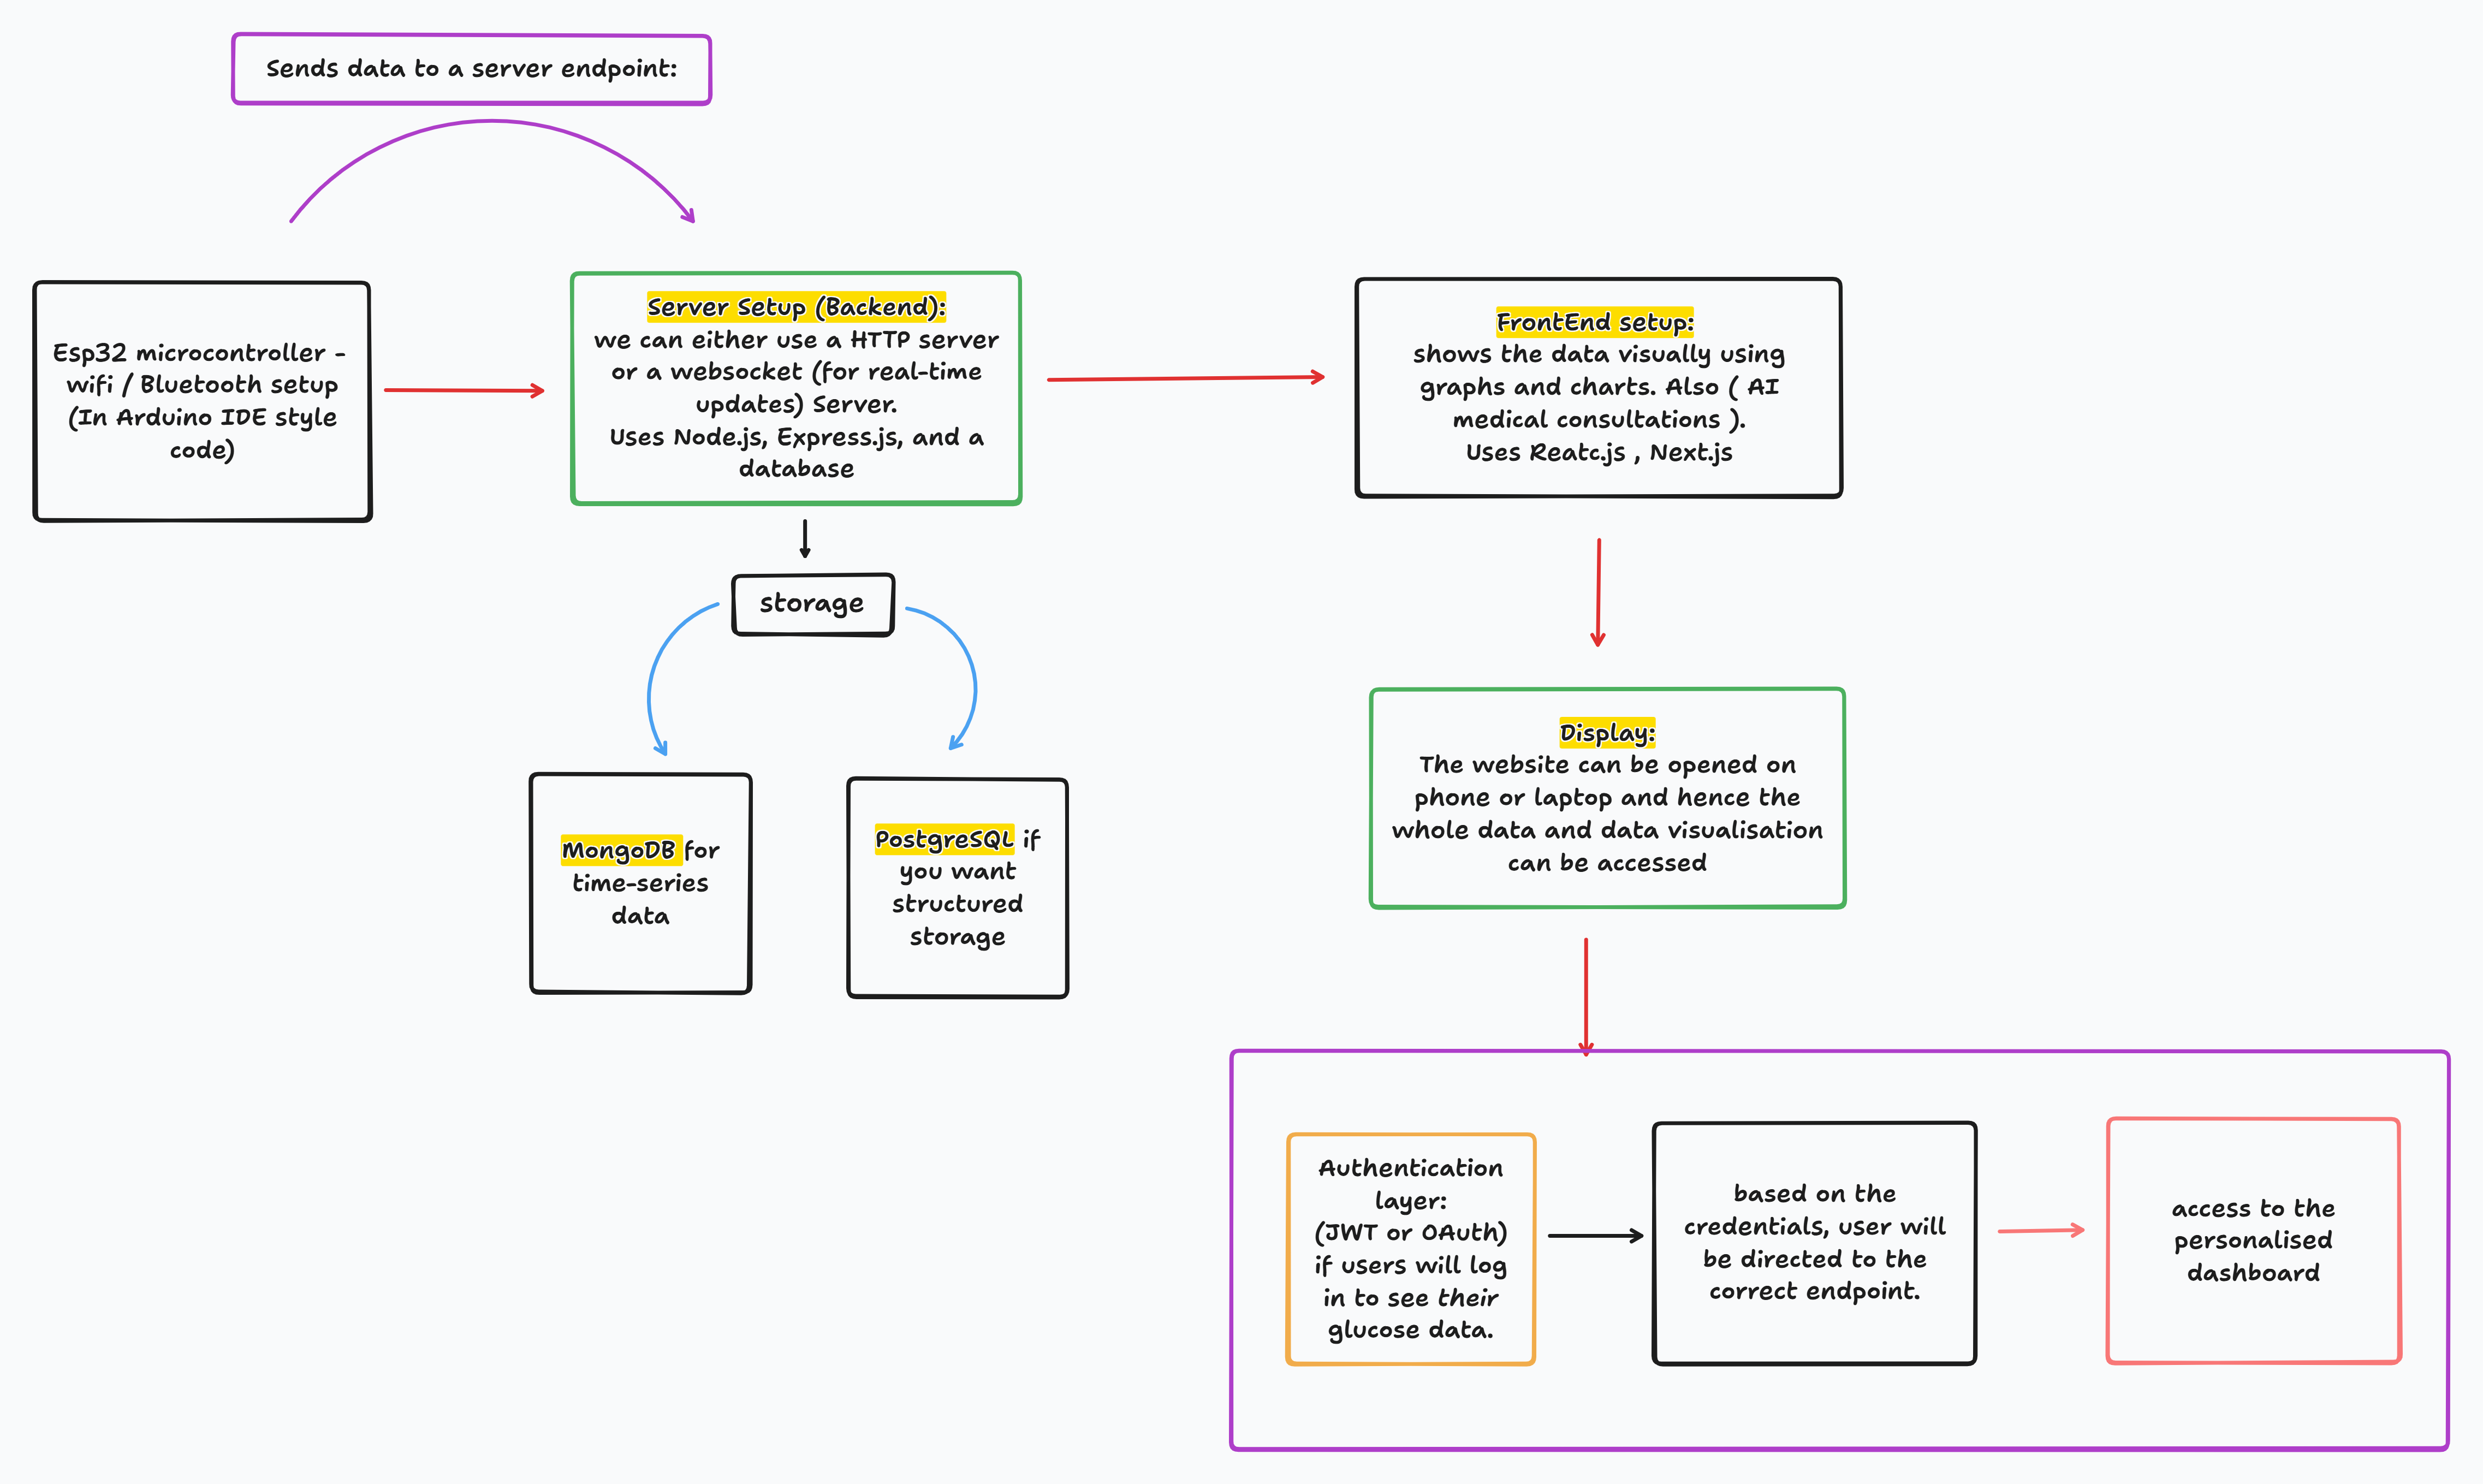 Sends data to a server endpoint:
Esp32 microcontroller -
wifi / Bluetooth setup
(In Arduino IDE style
code)
Server Setup (Backend):
we can either use a HTTP server
or a websocket (for real-time
updates) Server.
Uses Node.js, Express.js, and a
database
FrontEnd setup:
shows the data visually using
graphs and charts. Also ( AI
medical consultations ).
Uses Reatc.js , Next.js
storage
MongoDB for
time-series
data
PostgreSQL if
you want
structured
storage
Display:
The website can be opened on
phone or laptop and hence the
whole data and data visualisation
can be accessed
Authentication
layer:
(JWT or OAuth)
if users will log
in to see their
glucose data.
based on the
credentials, user will
be directed to the
correct endpoint.
access to the
personalised
dashboard